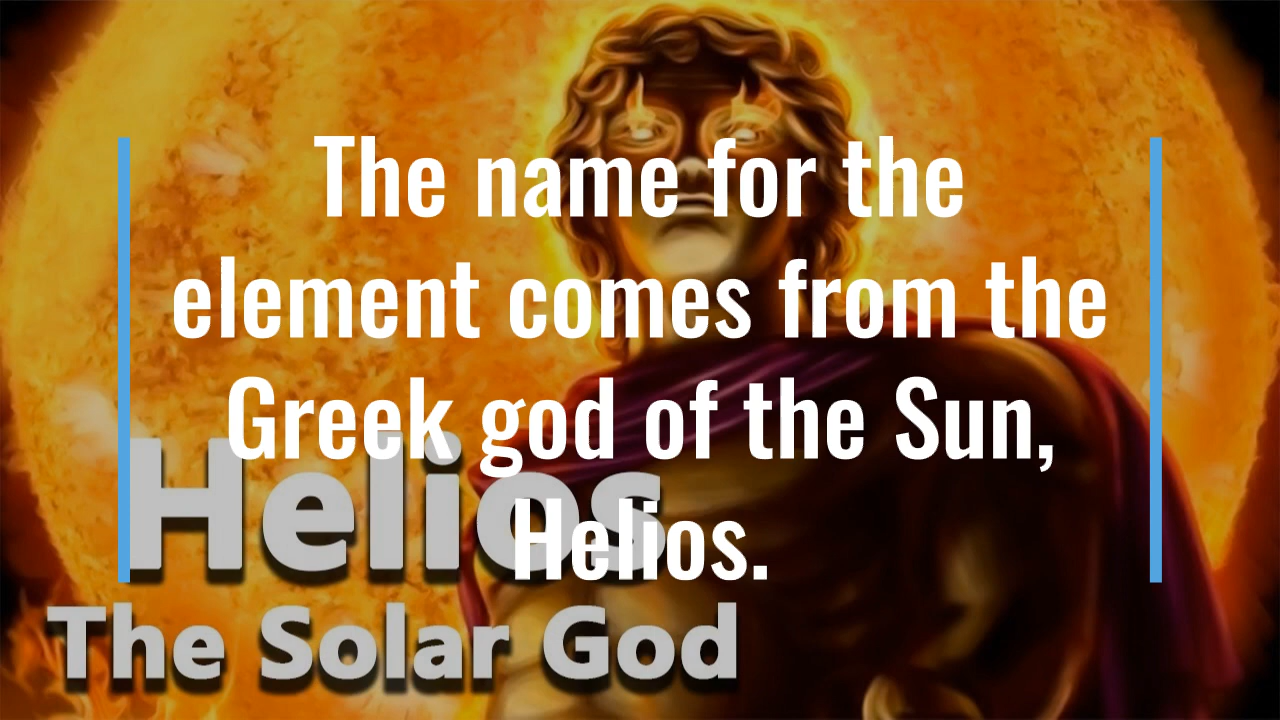 The name for the
element comes from the
Greek god of the Sun,
Helios.
Helios
The Solar God